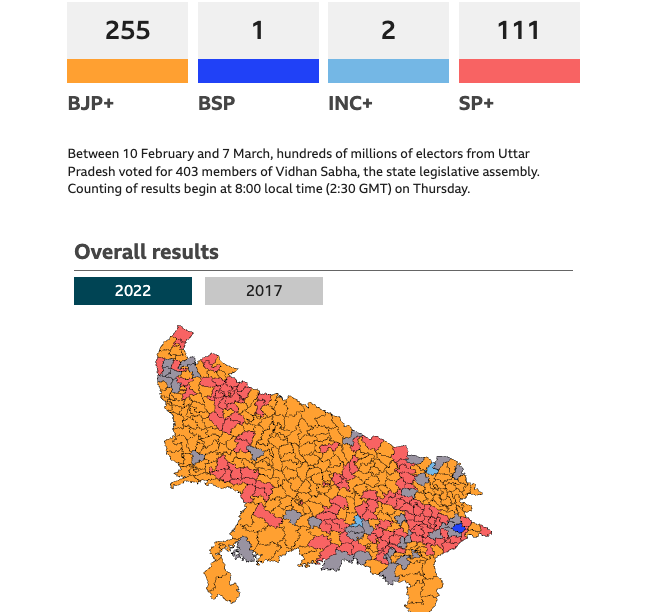 255 1 2 111
BJP+ BSP INC+ SP+
Between 10 February and 7 March, hundreds of millions of electors from Uttar
Pradesh voted for 403 members of Vidhan Sabha, the state legislative assembly.
Counting of results begin at 8:00 local time (2:30 GMT) on Thursday.
Overall results
2022 2017